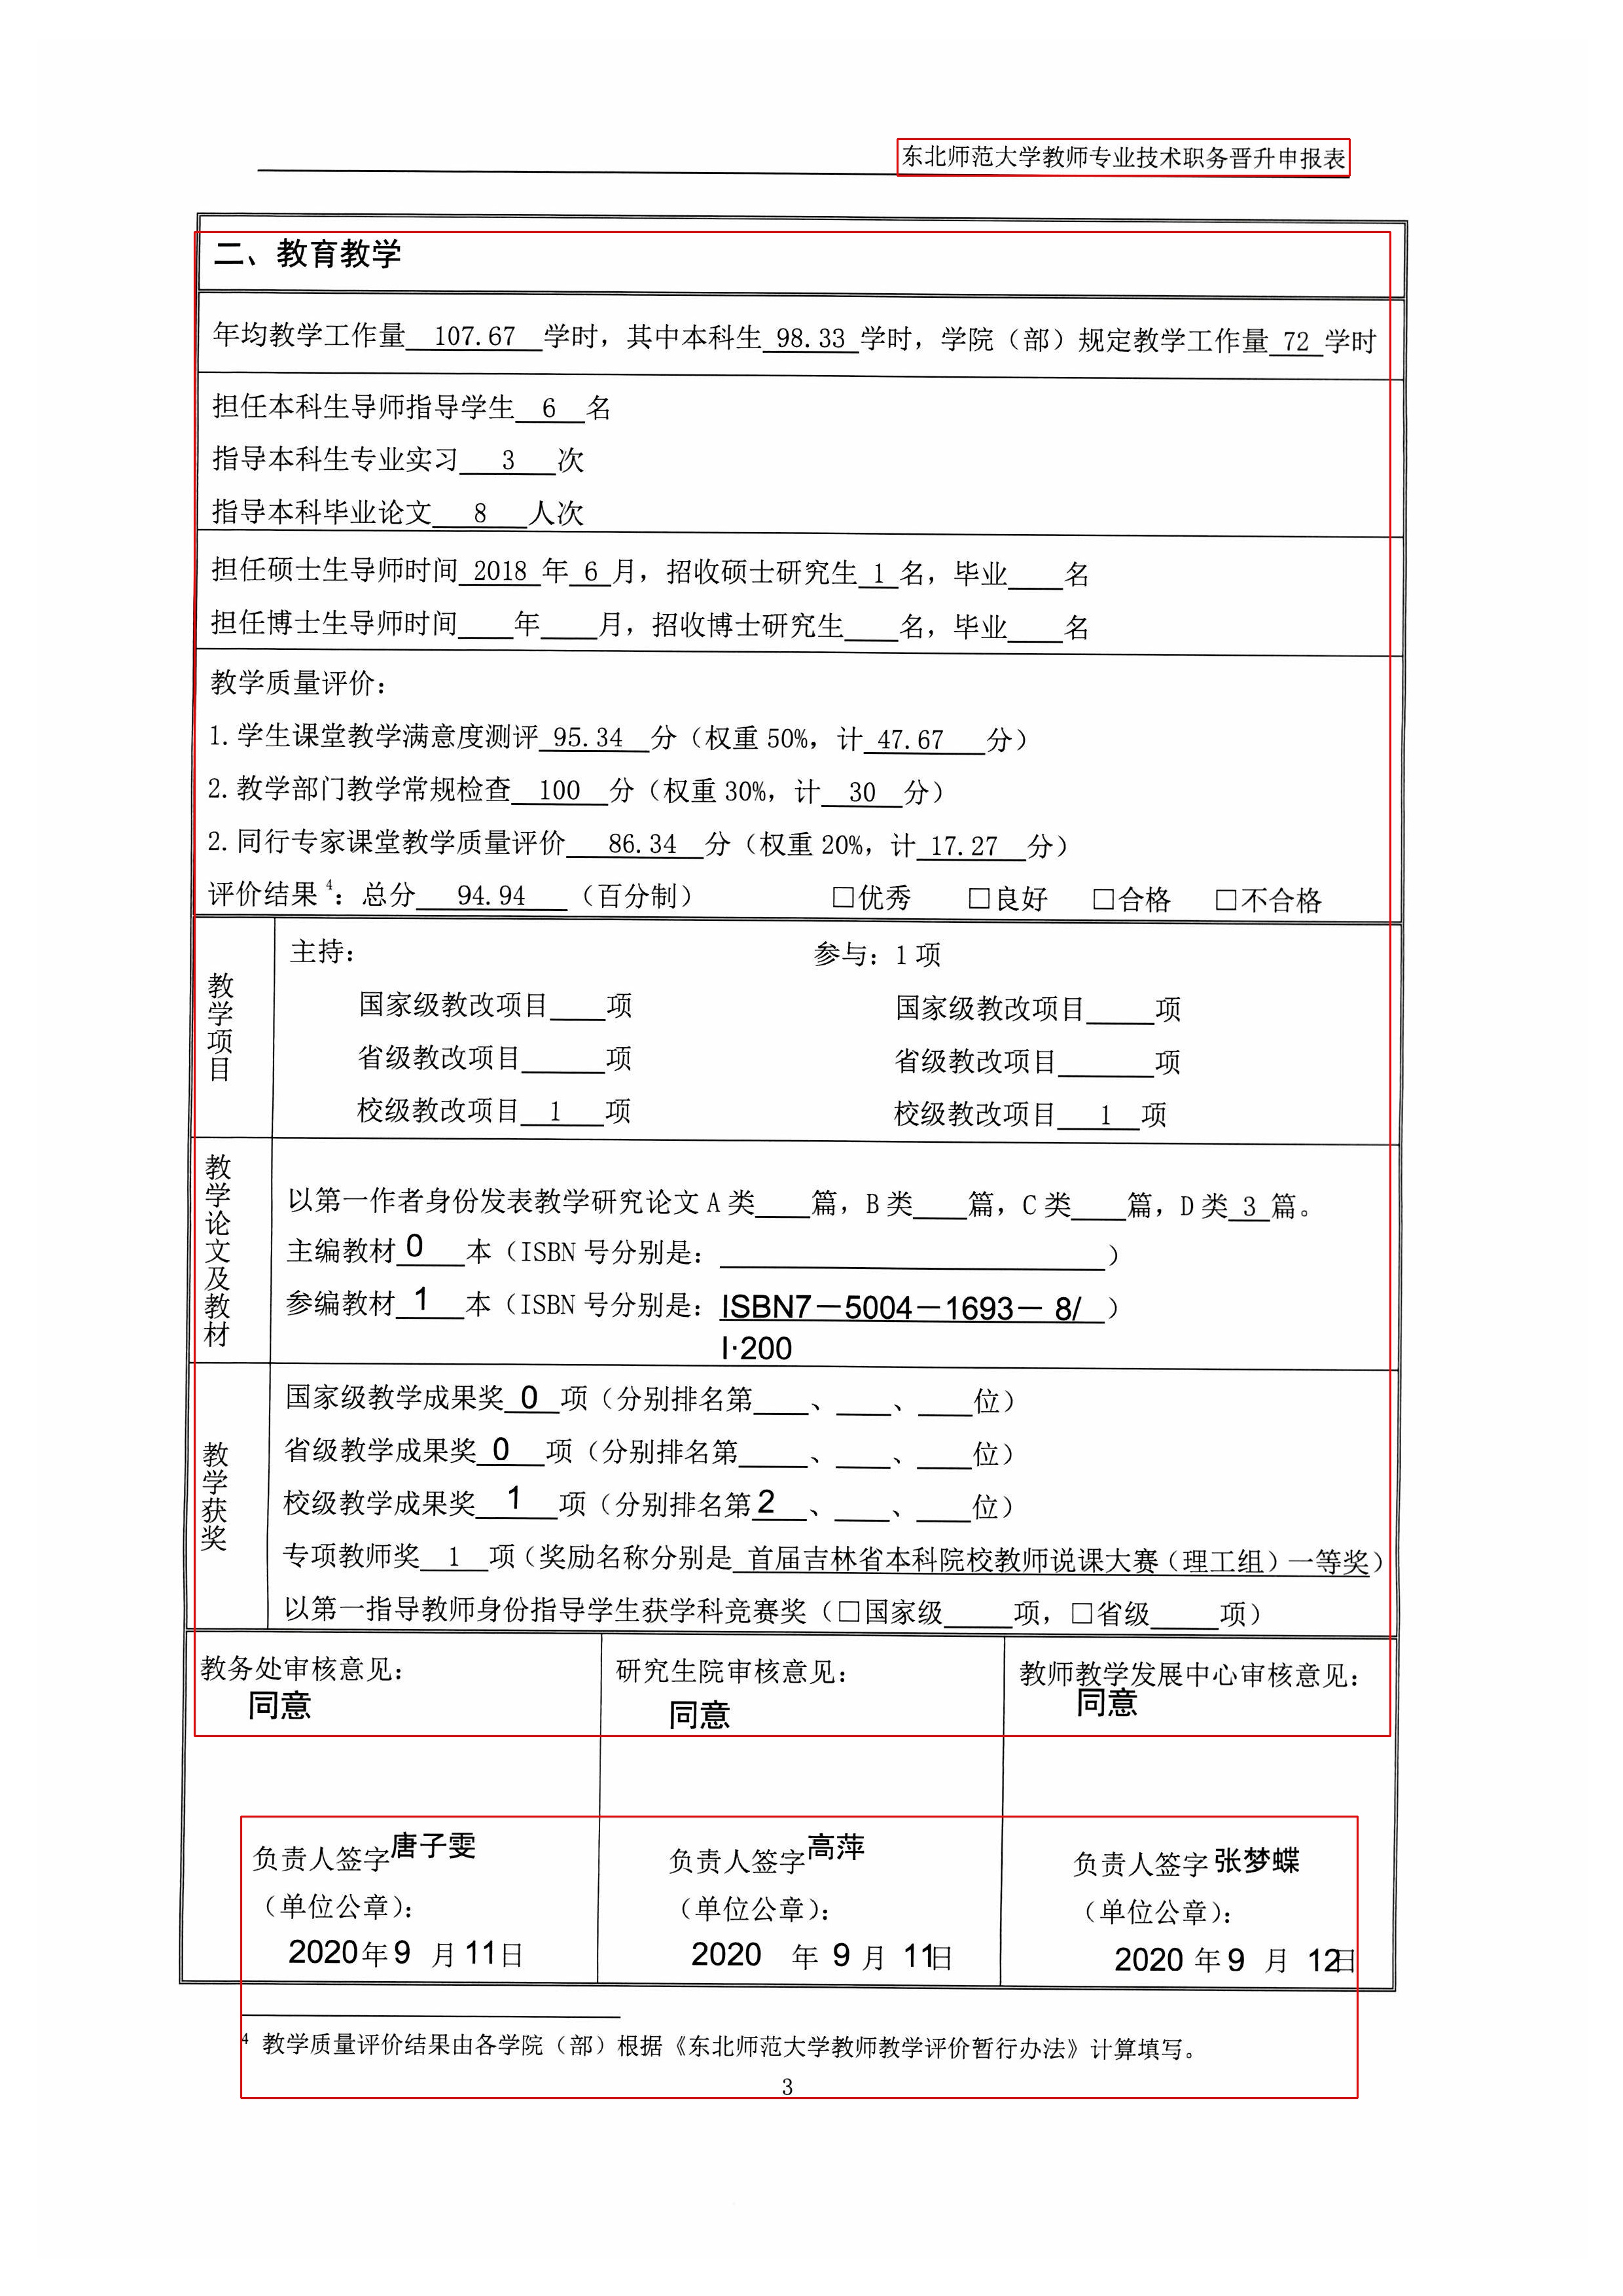 东北师范大学教师专业技术职务晋升申报表
二、教育教学
年均教学工作量 107.67 学时，其中本科生 98.33 学时，学院（部）规定教学工作量 72 学时
担任本科生导师指导学生 6 名
指导本科生专业实习 3 次
指导本科毕业论文 8 人次
担任硕士生导师时间 2018 年 6 月，招收硕士研究生 1 名，毕业____名
担任博士生导师时间____年____月，招收博士研究生____名，毕业____名
教学质量评价：
1.学生课堂教学满意度测评 95.34 分（权重 50%，计 47.67 分）
2.教学部门教学常规检查 100 分（权重 30%，计 30 分）
2.同行专家课堂教学质量评价 86.34 分（权重 20%，计 17.27 分）
评价结果4：总分 94.94 （百分制） □优秀 □良好 □合格 □不合格
教学项目
主持： 参与：1 项
国家级教改项目____项 国家级教改项目_____项
省级教改项目______项 省级教改项目_______项
校级教改项目 1 项 校级教改项目 1 项
教学论文及教材
以第一作者身份发表教学研究论文 A 类____篇，B 类____篇，C 类____篇，D 类 3 篇。
主编教材 0 本（ISBN 号分别是：____________________________）
参编教材 1 本（ISBN 号分别是：ISBN7－5004－1693－ 8/ ）
I·200
教学获奖
国家级教学成果奖 0 项（分别排名第____、____、____位）
省级教学成果奖 0 项（分别排名第_____、____、____位）
校级教学成果奖 1 项（分别排名第 2 、____、____位）
专项教师奖 1 项（奖励名称分别是 首届吉林省本科院校教师说课大赛（理工组）一等奖）
以第一指导教师身份指导学生获学科竞赛奖（□国家级_____项，□省级_____项）
教务处审核意见： 研究生院审核意见： 教师教学发展中心审核意见：
同意 同意 同意
负责人签字 唐子雯 负责人签字 高萍 负责人签字 张梦蝶
（单位公章）： （单位公章）： （单位公章）：
2020年9 月11日 2020 年 9 月 11日 2020 年9 月 12日
4 教学质量评价结果由各学院（部）根据《东北师范大学教师教学评价暂行办法》计算填写。
3